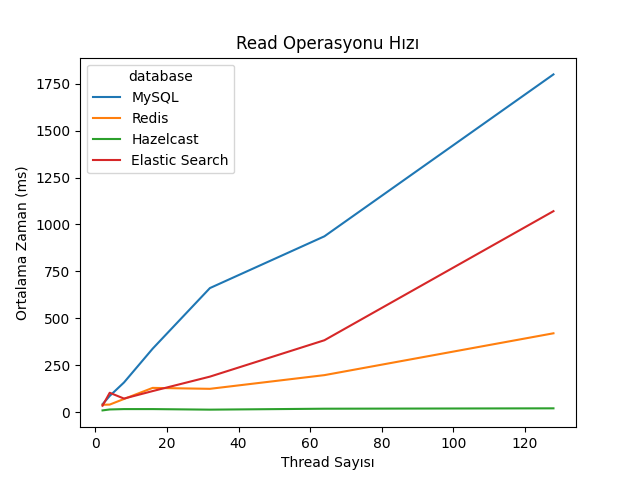 Read Operasyonu Hızı
database
MySQL
Redis
Hazelcast
Elastic Search
Ortalama Zaman (ms)
1750
1500
1250
1000
750
500
250
0
0
20
40
60
80
100
120
Thread Sayısı